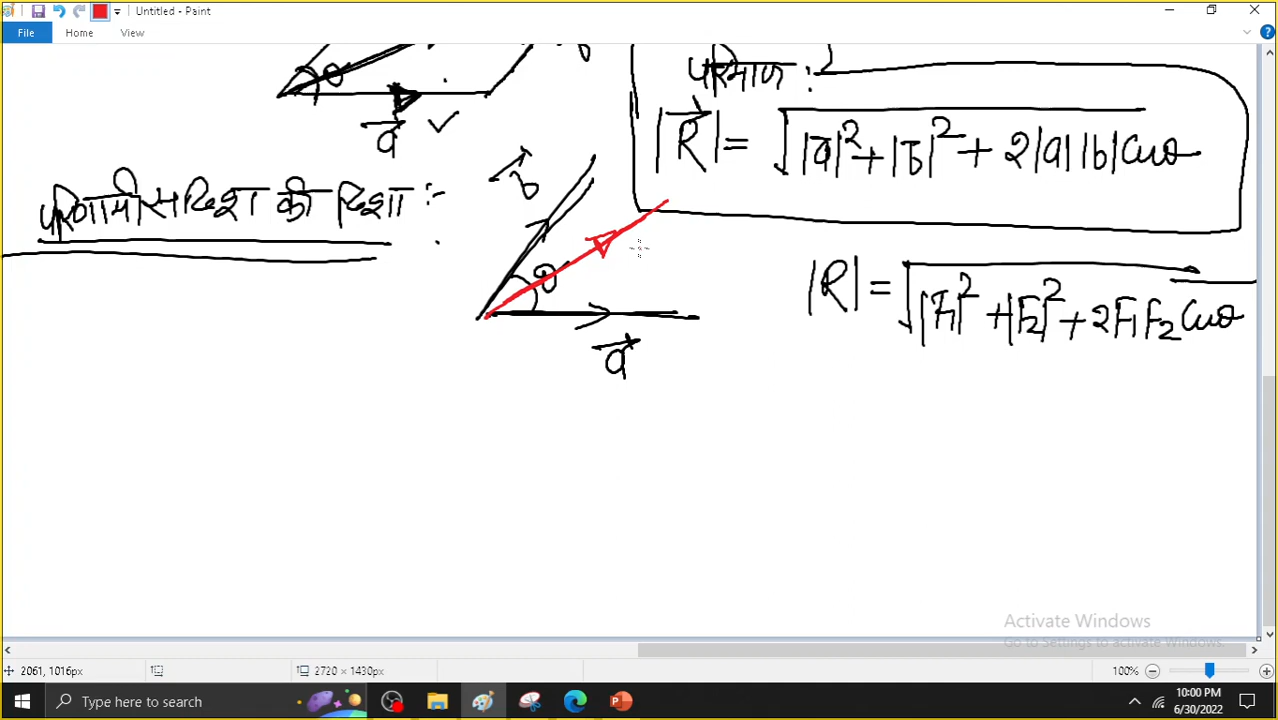 Untitled - Paint
File Home View
θ
परिमाण :
a⃗ ✓
|R⃗| = √|a⃗|² + |b⃗|² + 2|a||b|Cosθ
परिणामी सदिश की दिशा :-
b⃗
θ
a⃗
|R| = √|F₁|² + |F₂|² + 2F₁F₂ Cosθ
Activate Windows
Go to Settings to activate Windows.
2061, 1016px
2720 × 1430px
100%
Type here to search
10:00 PM
6/30/2022